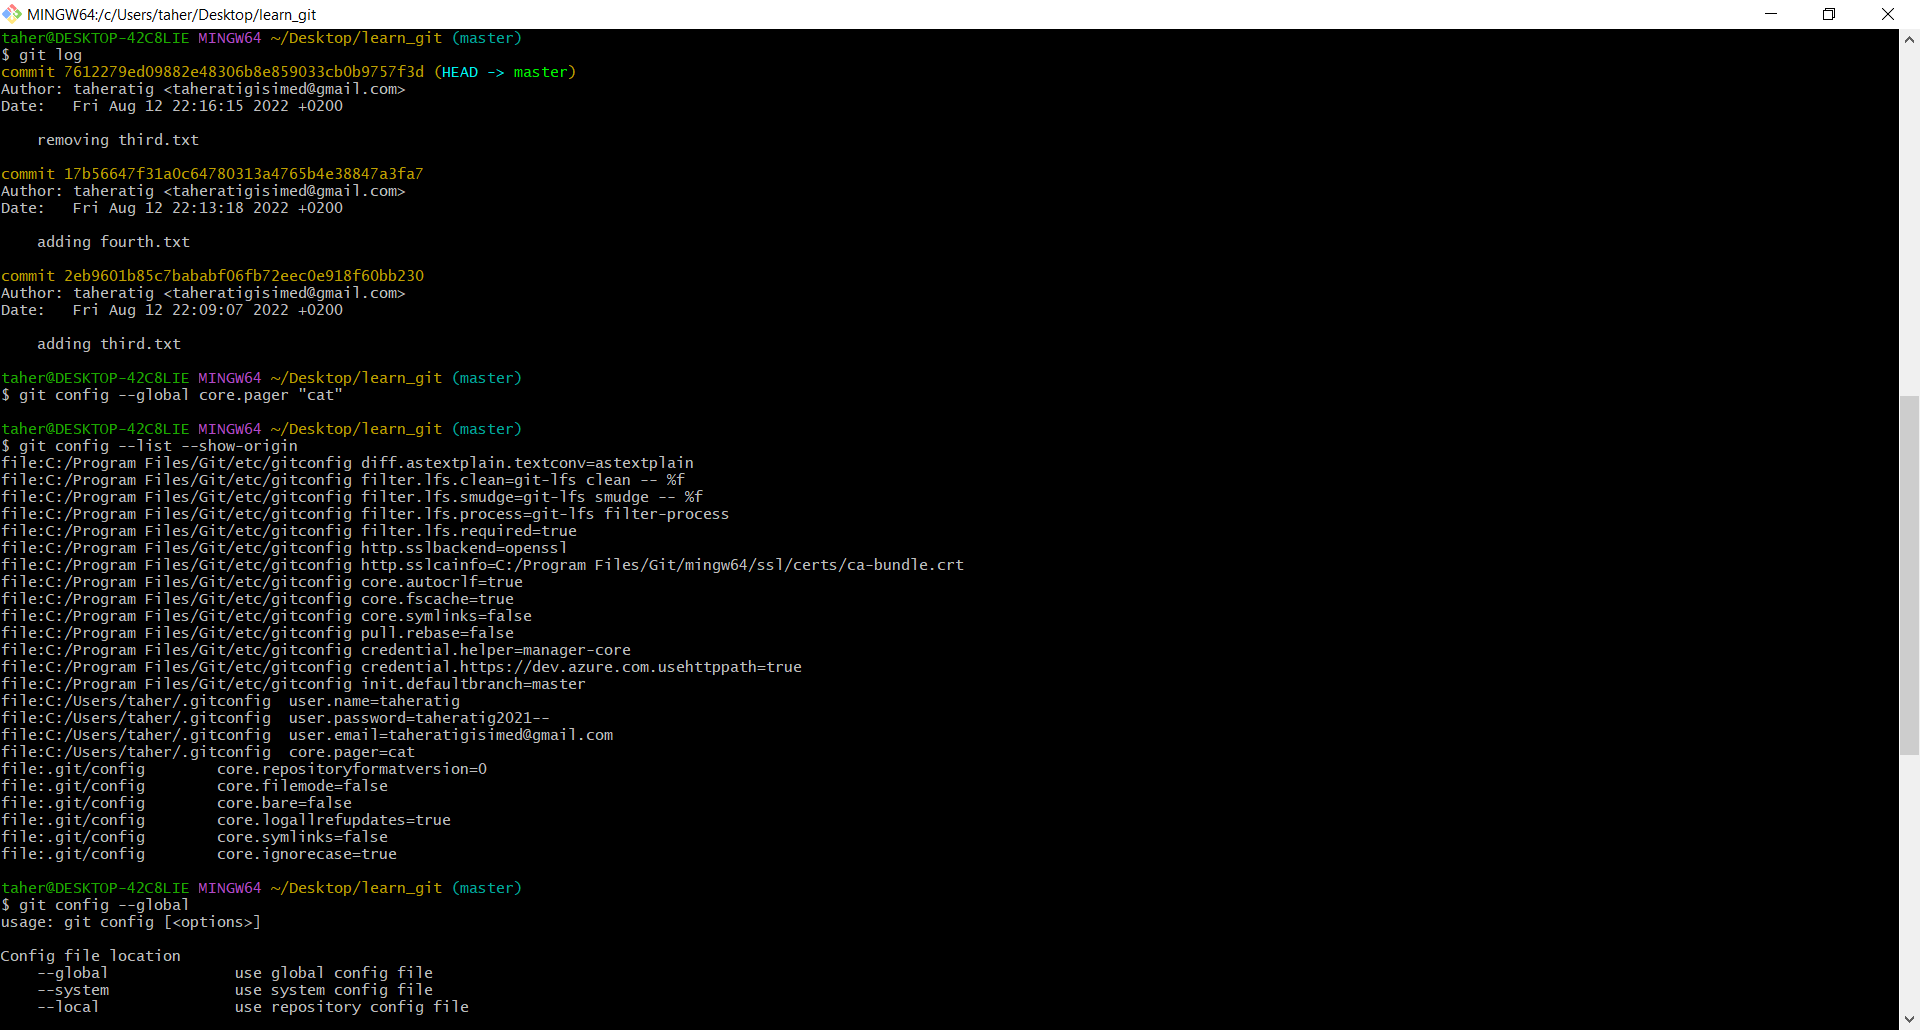 MINGW64:/c/Users/taher/Desktop/learn_git
taher@DESKTOP-42C8LIE MINGW64 ~/Desktop/learn_git (master)
$ git log
commit 7612279ed09882e48306b8e859033cb0b9757f3d (HEAD -> master)
Author: taheratig <taheratigisimed@gmail.com>
Date:   Fri Aug 12 22:16:15 2022 +0200
    removing third.txt
commit 17b56647f31a0c64780313a4765b4e38847a3fa7
Author: taheratig <taheratigisimed@gmail.com>
Date:   Fri Aug 12 22:13:18 2022 +0200
    adding fourth.txt
commit 2eb9601b85c7bababf06fb72eec0e918f60bb230
Author: taheratig <taheratigisimed@gmail.com>
Date:   Fri Aug 12 22:09:07 2022 +0200
    adding third.txt
taher@DESKTOP-42C8LIE MINGW64 ~/Desktop/learn_git (master)
$ git config --global core.pager "cat"
taher@DESKTOP-42C8LIE MINGW64 ~/Desktop/learn_git (master)
$ git config --list --show-origin
file:C:/Program Files/Git/etc/gitconfig diff.astextplain.textconv=astextplain
file:C:/Program Files/Git/etc/gitconfig filter.lfs.clean=git-lfs clean -- %f
file:C:/Program Files/Git/etc/gitconfig filter.lfs.smudge=git-lfs smudge -- %f
file:C:/Program Files/Git/etc/gitconfig filter.lfs.process=git-lfs filter-process
file:C:/Program Files/Git/etc/gitconfig filter.lfs.required=true
file:C:/Program Files/Git/etc/gitconfig http.sslbackend=openssl
file:C:/Program Files/Git/etc/gitconfig http.sslcainfo=C:/Program Files/Git/mingw64/ssl/certs/ca-bundle.crt
file:C:/Program Files/Git/etc/gitconfig core.autocrlf=true
file:C:/Program Files/Git/etc/gitconfig core.fscache=true
file:C:/Program Files/Git/etc/gitconfig core.symlinks=false
file:C:/Program Files/Git/etc/gitconfig pull.rebase=false
file:C:/Program Files/Git/etc/gitconfig credential.helper=manager-core
file:C:/Program Files/Git/etc/gitconfig credential.https://dev.azure.com.usehttppath=true
file:C:/Program Files/Git/etc/gitconfig init.defaultbranch=master
file:C:/Users/taher/.gitconfig  user.name=taheratig
file:C:/Users/taher/.gitconfig  user.password=taheratig2021--
file:C:/Users/taher/.gitconfig  user.email=taheratigisimed@gmail.com
file:C:/Users/taher/.gitconfig  core.pager=cat
file:.git/config        core.repositoryformatversion=0
file:.git/config        core.filemode=false
file:.git/config        core.bare=false
file:.git/config        core.logallrefupdates=true
file:.git/config        core.symlinks=false
file:.git/config        core.ignorecase=true
taher@DESKTOP-42C8LIE MINGW64 ~/Desktop/learn_git (master)
$ git config --global
usage: git config [<options>]
Config file location
    --global              use global config file
    --system              use system config file
    --local               use repository config file